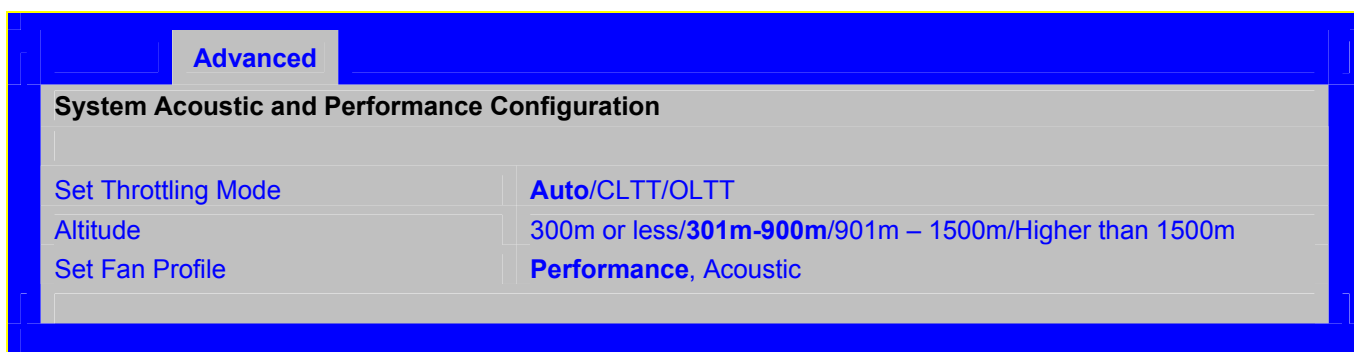 Advanced
System Acoustic and Performance Configuration
Set Throttling Mode Auto/CLTT/OLTT
Altitude 300m or less/301m-900m/901m – 1500m/Higher than 1500m
Set Fan Profile Performance, Acoustic